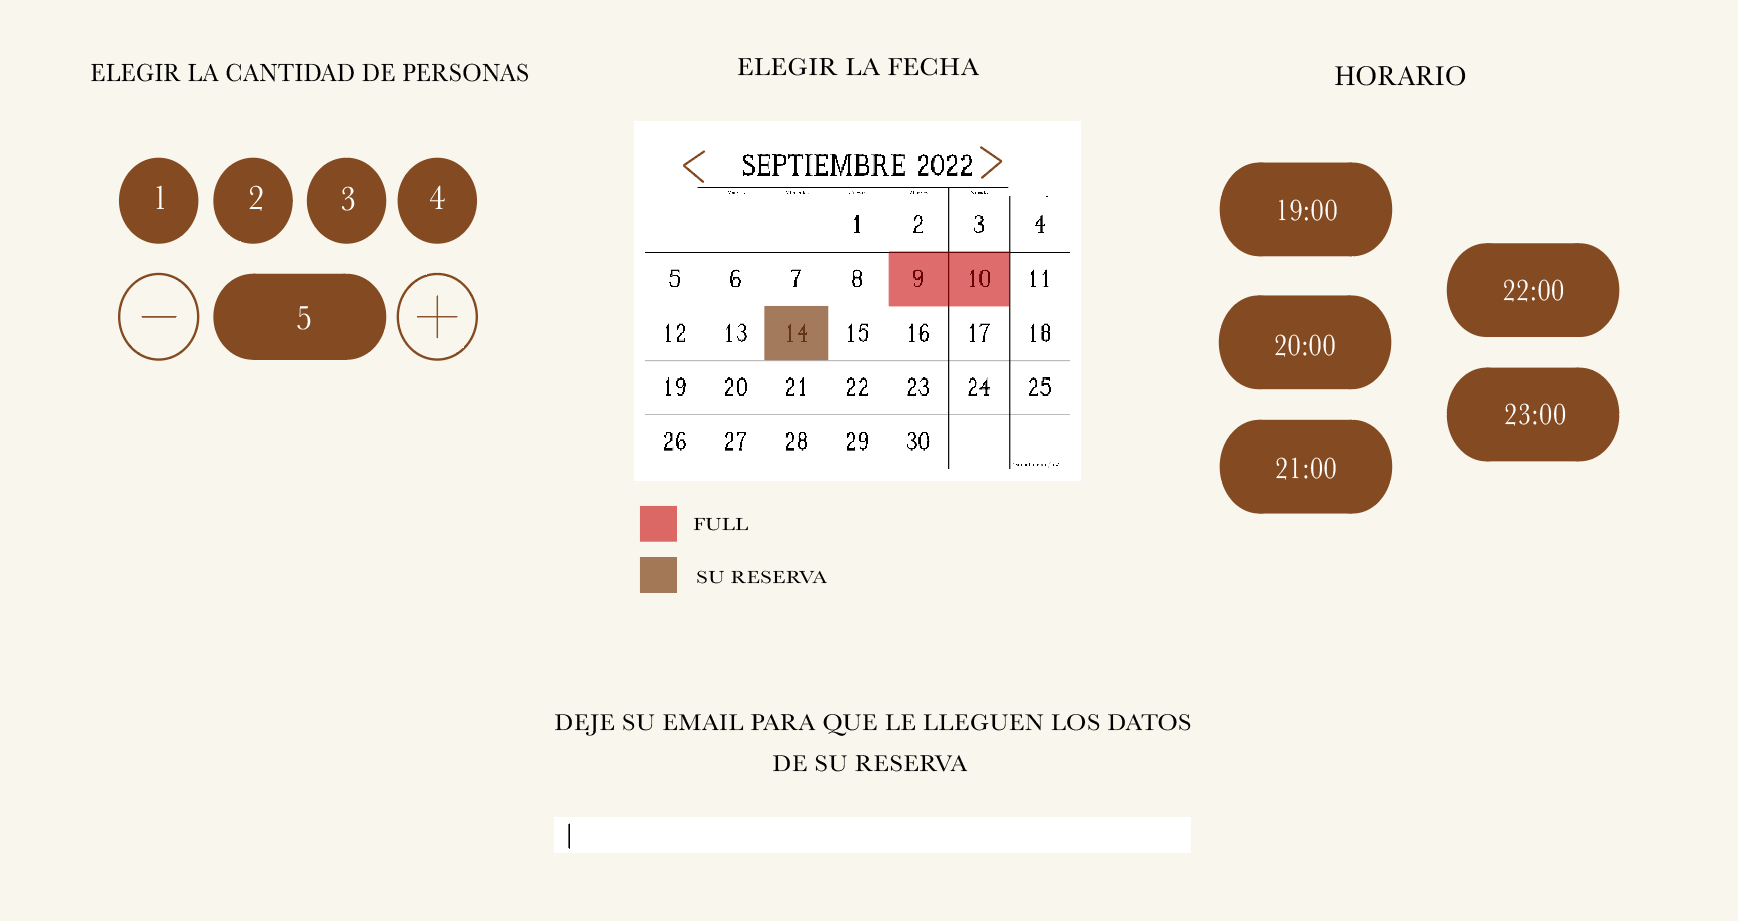 ELEGIR LA CANTIDAD DE PERSONAS
1 2 3 4
5
ELEGIR LA FECHA
SEPTIEMBRE 2022
1 2 3 4
5 6 7 8 9 10 11
12 13 14 15 16 17 18
19 20 21 22 23 24 25
26 27 28 29 30
FULL
SU RESERVA
HORARIO
19:00
20:00
21:00
22:00
23:00
DEJE SU EMAIL PARA QUE LE LLEGUEN LOS DATOS
DE SU RESERVA